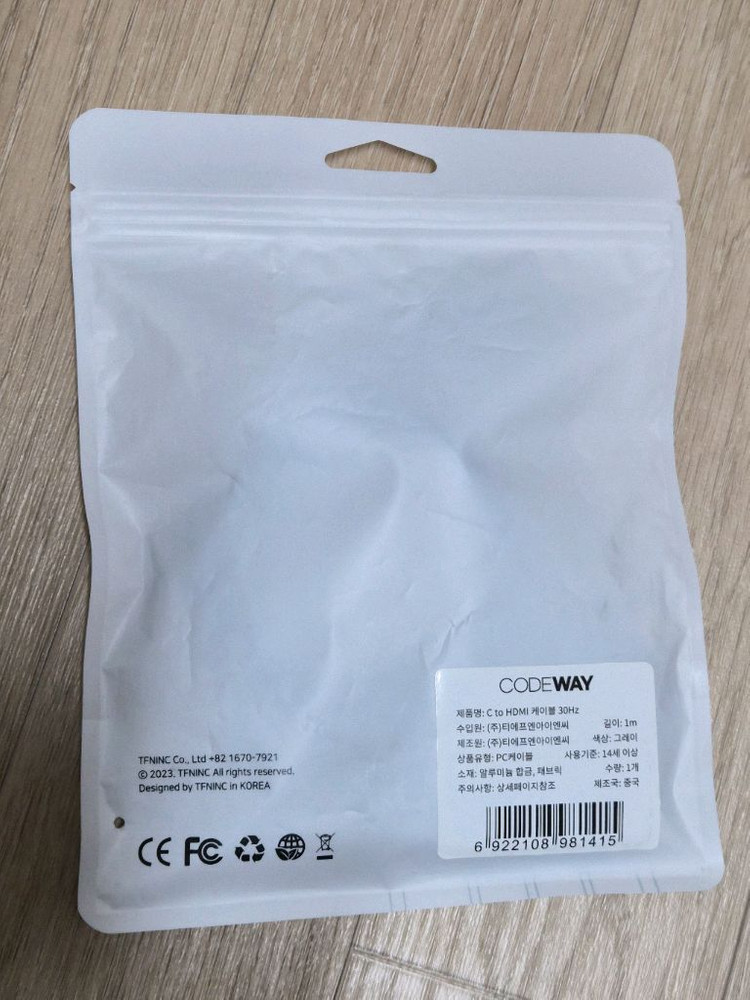 CODEWAY
제품명: C to HDMI 케이블 30Hz
수입원: (주)티에프엔아이엔씨 길이: 1m
제조원: (주)티에프엔아이엔씨 색상: 그레이
상품유형: PC케이블 사용기준: 14세 이상
소재: 알루미늄 합금, 패브릭 수량: 1개
주의사항: 상세페이지참조 제조국: 중국
6 922108 981415
TFNINC Co., Ltd +82 1670-7921
© 2023. TFNINC All rights reserved.
Designed by TFNINC in KOREA
CE FC